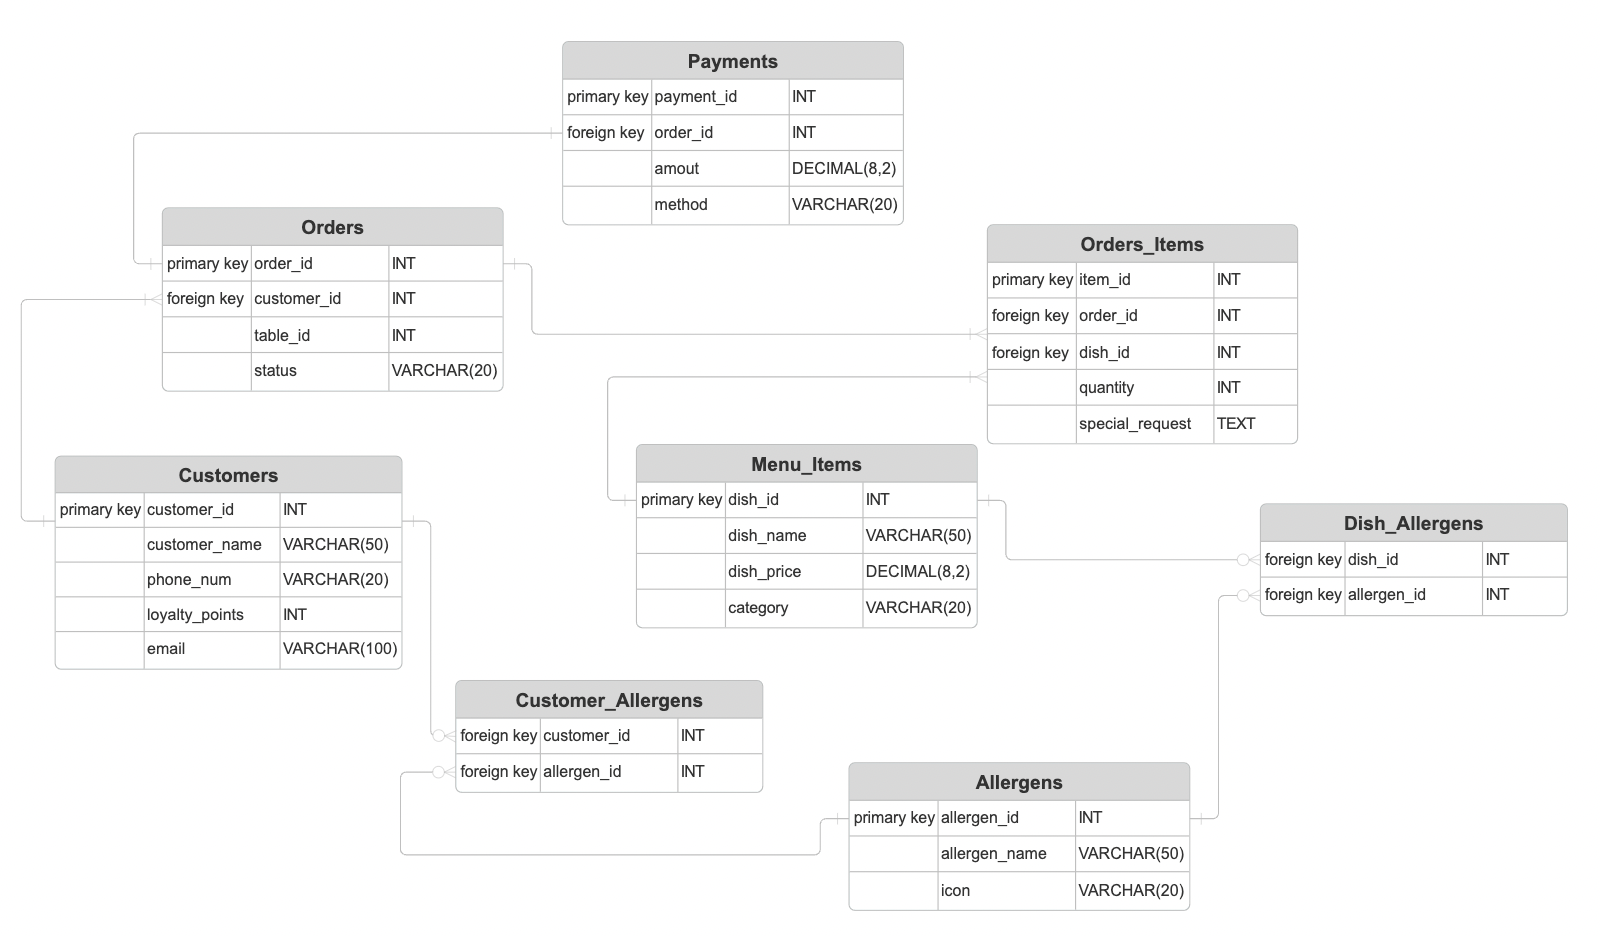 Payments
primary key payment_id INT
foreign key order_id INT
amout DECIMAL(8,2)
method VARCHAR(20)
Orders
primary key order_id INT
foreign key customer_id INT
table_id INT
status VARCHAR(20)
Orders_Items
primary key item_id INT
foreign key order_id INT
foreign key dish_id INT
quantity INT
special_request TEXT
Customers
primary key customer_id INT
customer_name VARCHAR(50)
phone_num VARCHAR(20)
loyalty_points INT
email VARCHAR(100)
Menu_Items
primary key dish_id INT
dish_name VARCHAR(50)
dish_price DECIMAL(8,2)
category VARCHAR(20)
Dish_Allergens
foreign key dish_id INT
foreign key allergen_id INT
Customer_Allergens
foreign key customer_id INT
foreign key allergen_id INT
Allergens
primary key allergen_id INT
allergen_name VARCHAR(50)
icon VARCHAR(20)